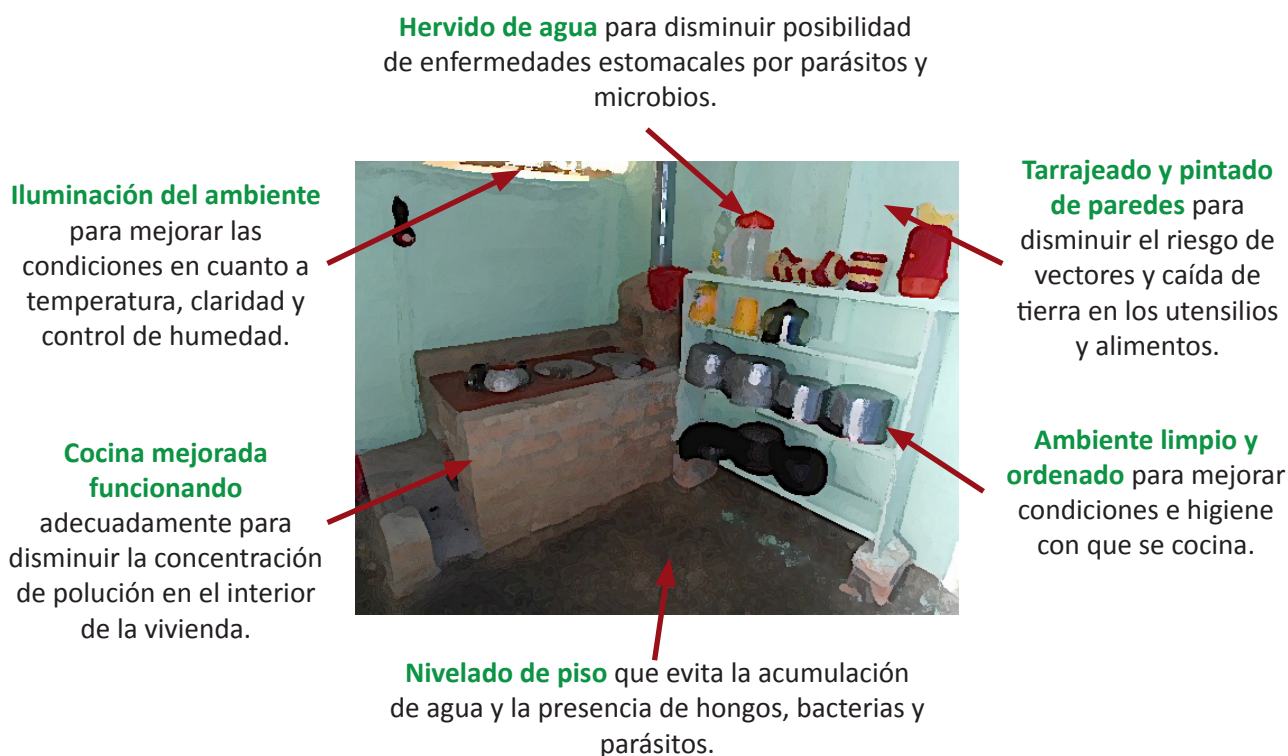 Hervido de agua para disminuir posibilidad
de enfermedades estomacales por parásitos y
microbios.
Iluminación del ambiente
para mejorar las
condiciones en cuanto a
temperatura, claridad y
control de humedad.
Tarrajeado y pintado
de paredes para
disminuir el riesgo de
vectores y caída de
tierra en los utensilios
y alimentos.
Cocina mejorada
funcionando
adecuadamente para
disminuir la concentración
de polución en el interior
de la vivienda.
Ambiente limpio y
ordenado para mejorar
condiciones e higiene
con que se cocina.
Nivelado de piso que evita la acumulación
de agua y la presencia de hongos, bacterias y
parásitos.